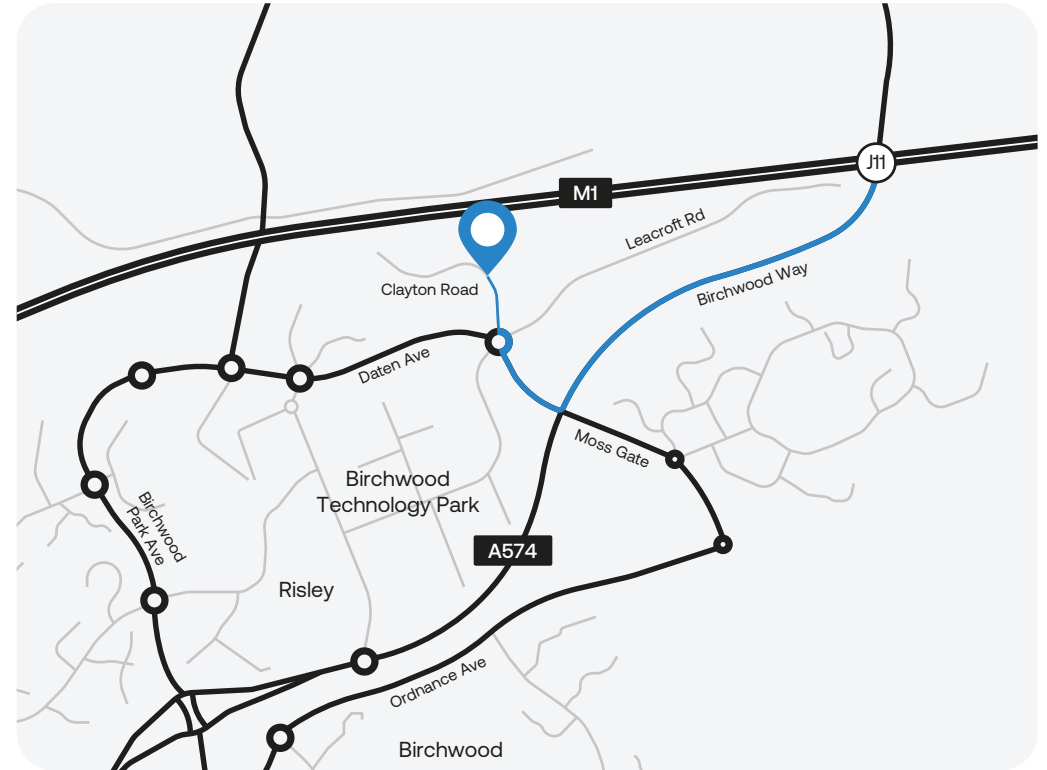 J11
M1
Leacroft Rd
Clayton Road
Birchwood Way
Daten Ave
Moss Gate
Birchwood
Technology Park
Birchwood
Park Ave
A574
Risley
Ordnance Ave
Birchwood